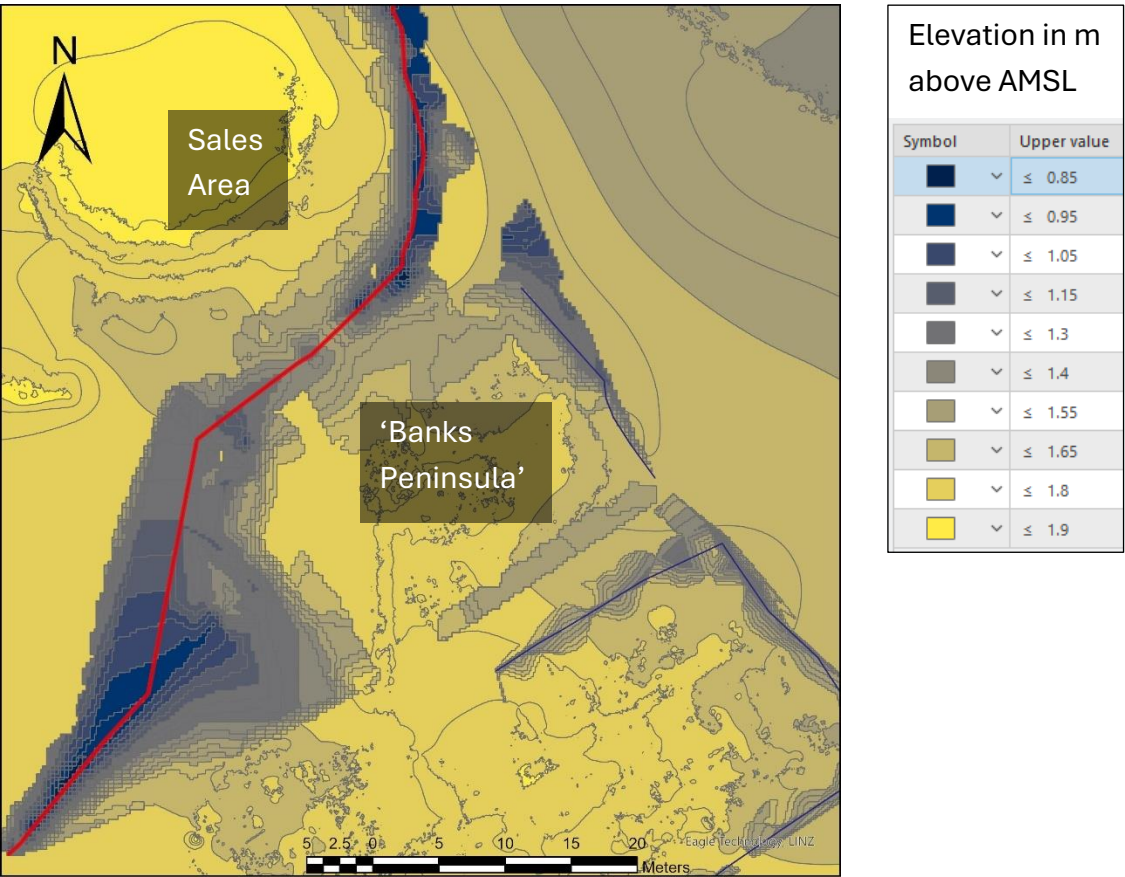 N
Sales
Area
‘Banks
Peninsula’
5 2.5 0 5 10 15 20
Meters
Eagle Technology, LINZ
Elevation in m
above AMSL
Symbol Upper value
≤ 0.85
≤ 0.95
≤ 1.05
≤ 1.15
≤ 1.3
≤ 1.4
≤ 1.55
≤ 1.65
≤ 1.8
≤ 1.9